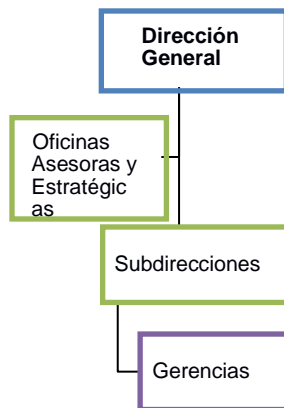 Dirección
General
Oficinas
Asesoras y
Estratégic
as
Subdirecciones
Gerencias